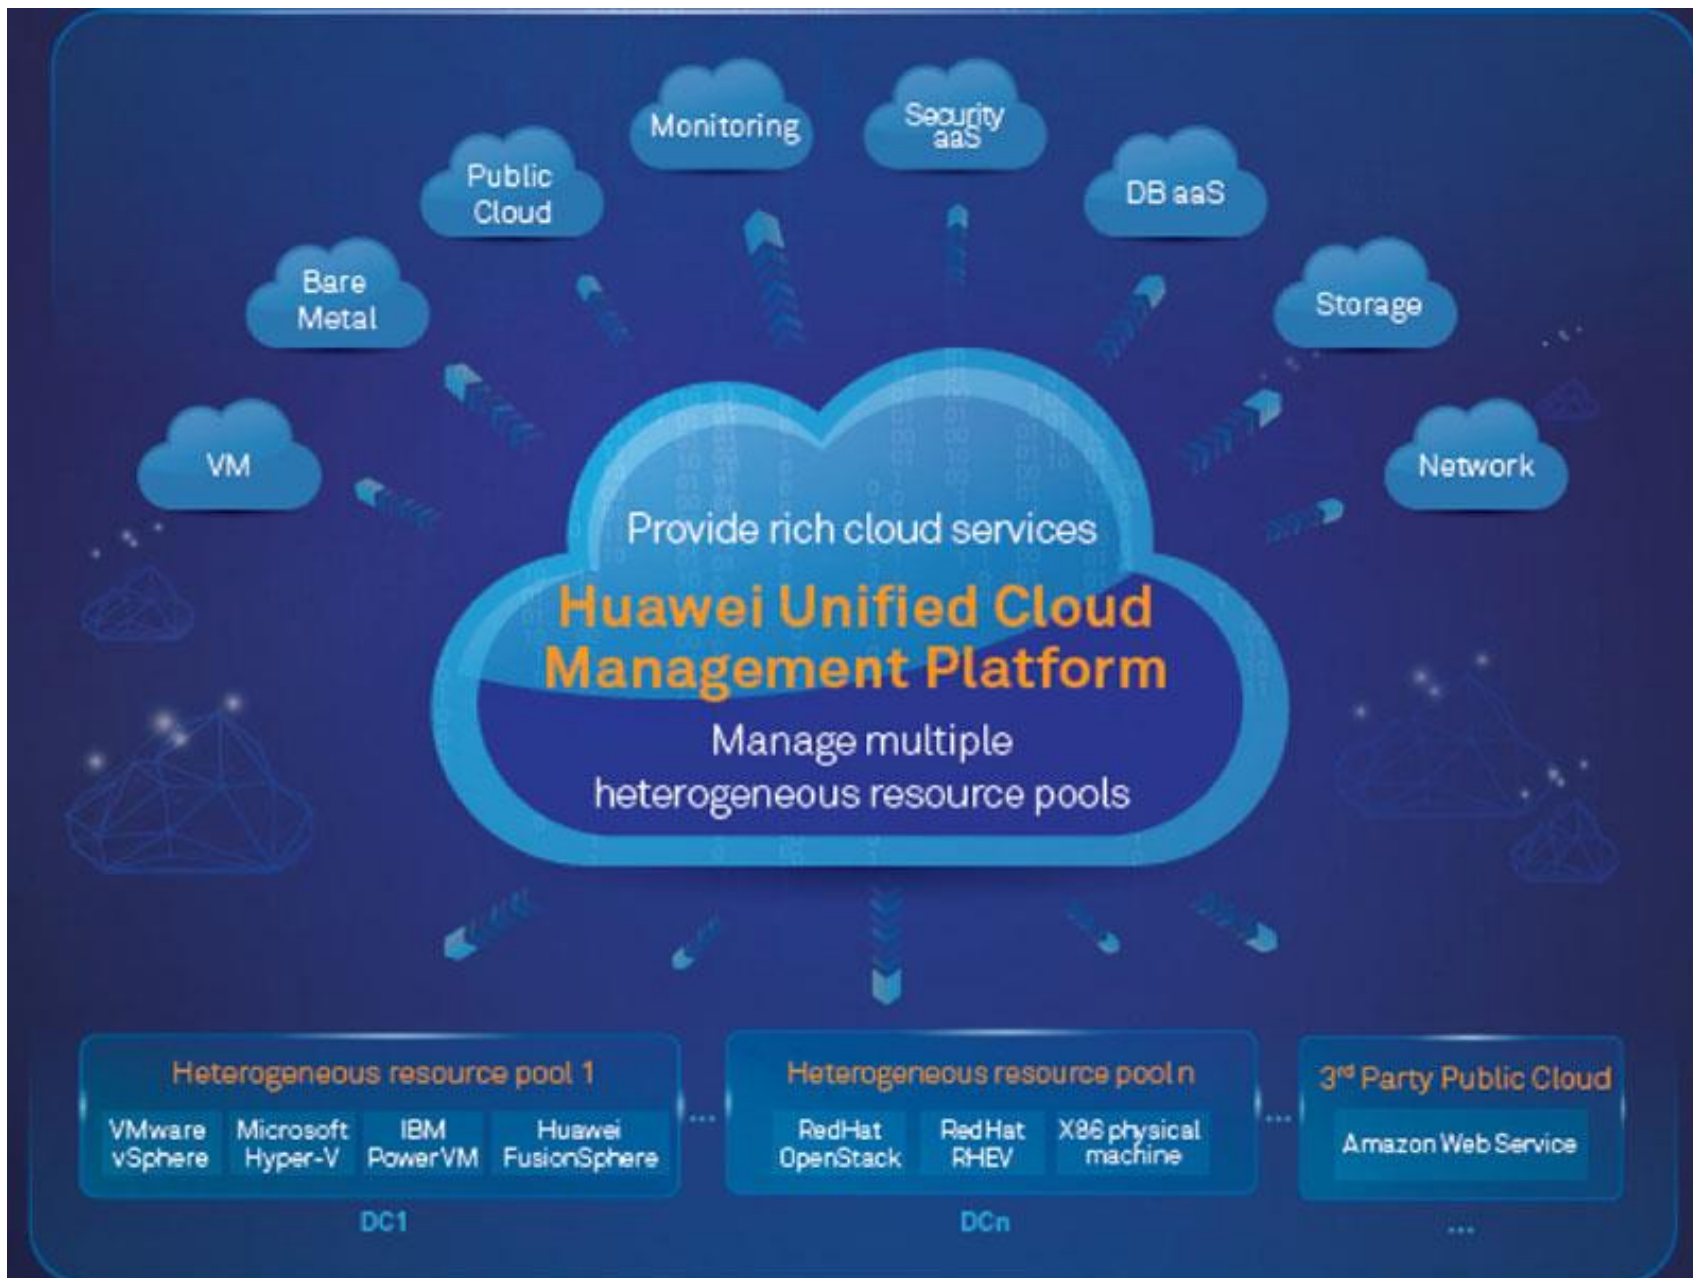 Monitoring
Security
aaS
Public
Cloud
DB aaS
Bare
Metal
Storage
VM
Network
Provide rich cloud services
Huawei Unified Cloud
Management Platform
Manage multiple
heterogeneous resource pools
Heterogeneous resource pool 1
VMware
vSphere
Microsoft
Hyper-V
IBM
PowerVM
Huawei
FusionSphere
DC1
...
Heterogeneous resource pool n
RedHat
OpenStack
RedHat
RHEV
X86 physical
machine
DCn
...
3rd Party Public Cloud
Amazon Web Service
...